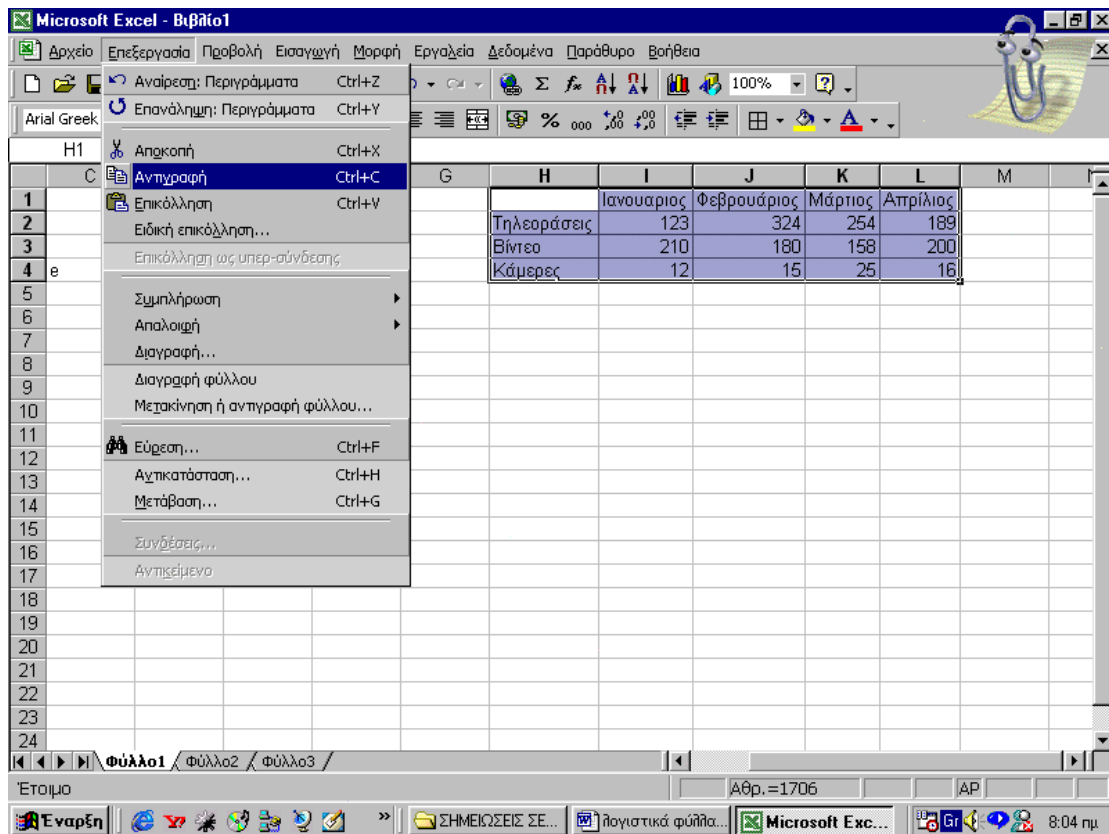 Microsoft Excel - Βιβλίο1
Αρχείο Επεξεργασία Προβολή Εισαγωγή Μορφή Εργαλεία Δεδομένα Παράθυρο Βοήθεια
100%
Arial Greek
% 000
H1
Αναίρεση: Περιγράμματα Ctrl+Z
Επανάληψη: Περιγράμματα Ctrl+Y
Αποκοπή Ctrl+X
Αντιγραφή Ctrl+C
Επικόλληση Ctrl+V
Ειδική επικόλληση...
Επικόλληση ως υπερ-σύνδεσης
Συμπλήρωση
Απαλοιφή
Διαγραφή...
Διαγραφή φύλλου
Μετακίνηση ή αντιγραφή φύλλου...
Εύρεση... Ctrl+F
Αντικατάσταση... Ctrl+H
Μετάβαση... Ctrl+G
Συνδέσεις...
Αντικείμενο
C G H I J K L M
1 Ιανουαριος Φεβρουάριος Μάρτιος Απρίλιος
2 Τηλεοράσεις 123 324 254 189
3 Βίντεο 210 180 158 200
4 e Κάμερες 12 15 25 16
5
6
7
8
9
10
11
12
13
14
15
16
17
18
19
20
21
22
23
24
Φύλλο1 Φύλλο2 Φύλλο3
Έτοιμο Αθρ.=1706 ΑΡ
Έναρξη » ΣΗΜΕΙΩΣΕΙΣ ΣΕ... λογιστικά φύλλα... Microsoft Exc... Gr 8:04 πμ